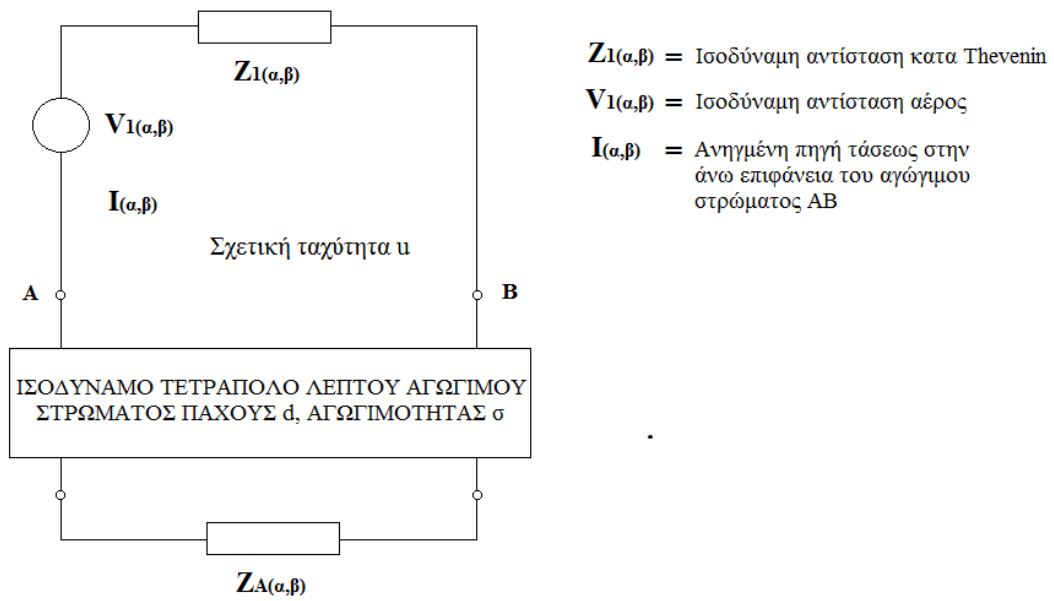 Z1(α,β)
V1(α,β)
I(α,β)
Σχετική ταχύτητα u
A
B
ΙΣΟΔΥΝΑΜΟ ΤΕΤΡΑΠΟΛΟ ΛΕΠΤΟΥ ΑΓΩΓΙΜΟΥ
ΣΤΡΩΜΑΤΟΣ ΠΑΧΟΥΣ d, ΑΓΩΓΙΜΟΤΗΤΑΣ σ
ZA(α,β)
Z1(α,β) = Ισοδύναμη αντίσταση κατα Thevenin
V1(α,β) = Ισοδύναμη αντίσταση αέρος
I(α,β) = Ανηγμένη πηγή τάσεως στην
άνω επιφάνεια του αγώγιμου
στρώματος ΑΒ